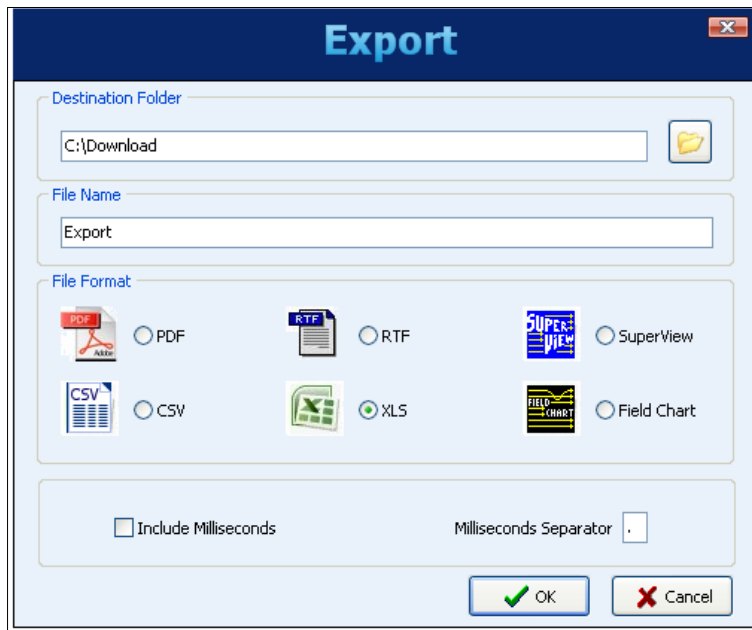 Export
Destination Folder
C:\Download
File Name
Export
File Format
PDF Adobe PDF
RTF RTF
SUPER VIEW SuperView
CSV CSV
X XLS
FIELD CHART Field Chart
Include Milliseconds
Milliseconds Separator .
OK
Cancel